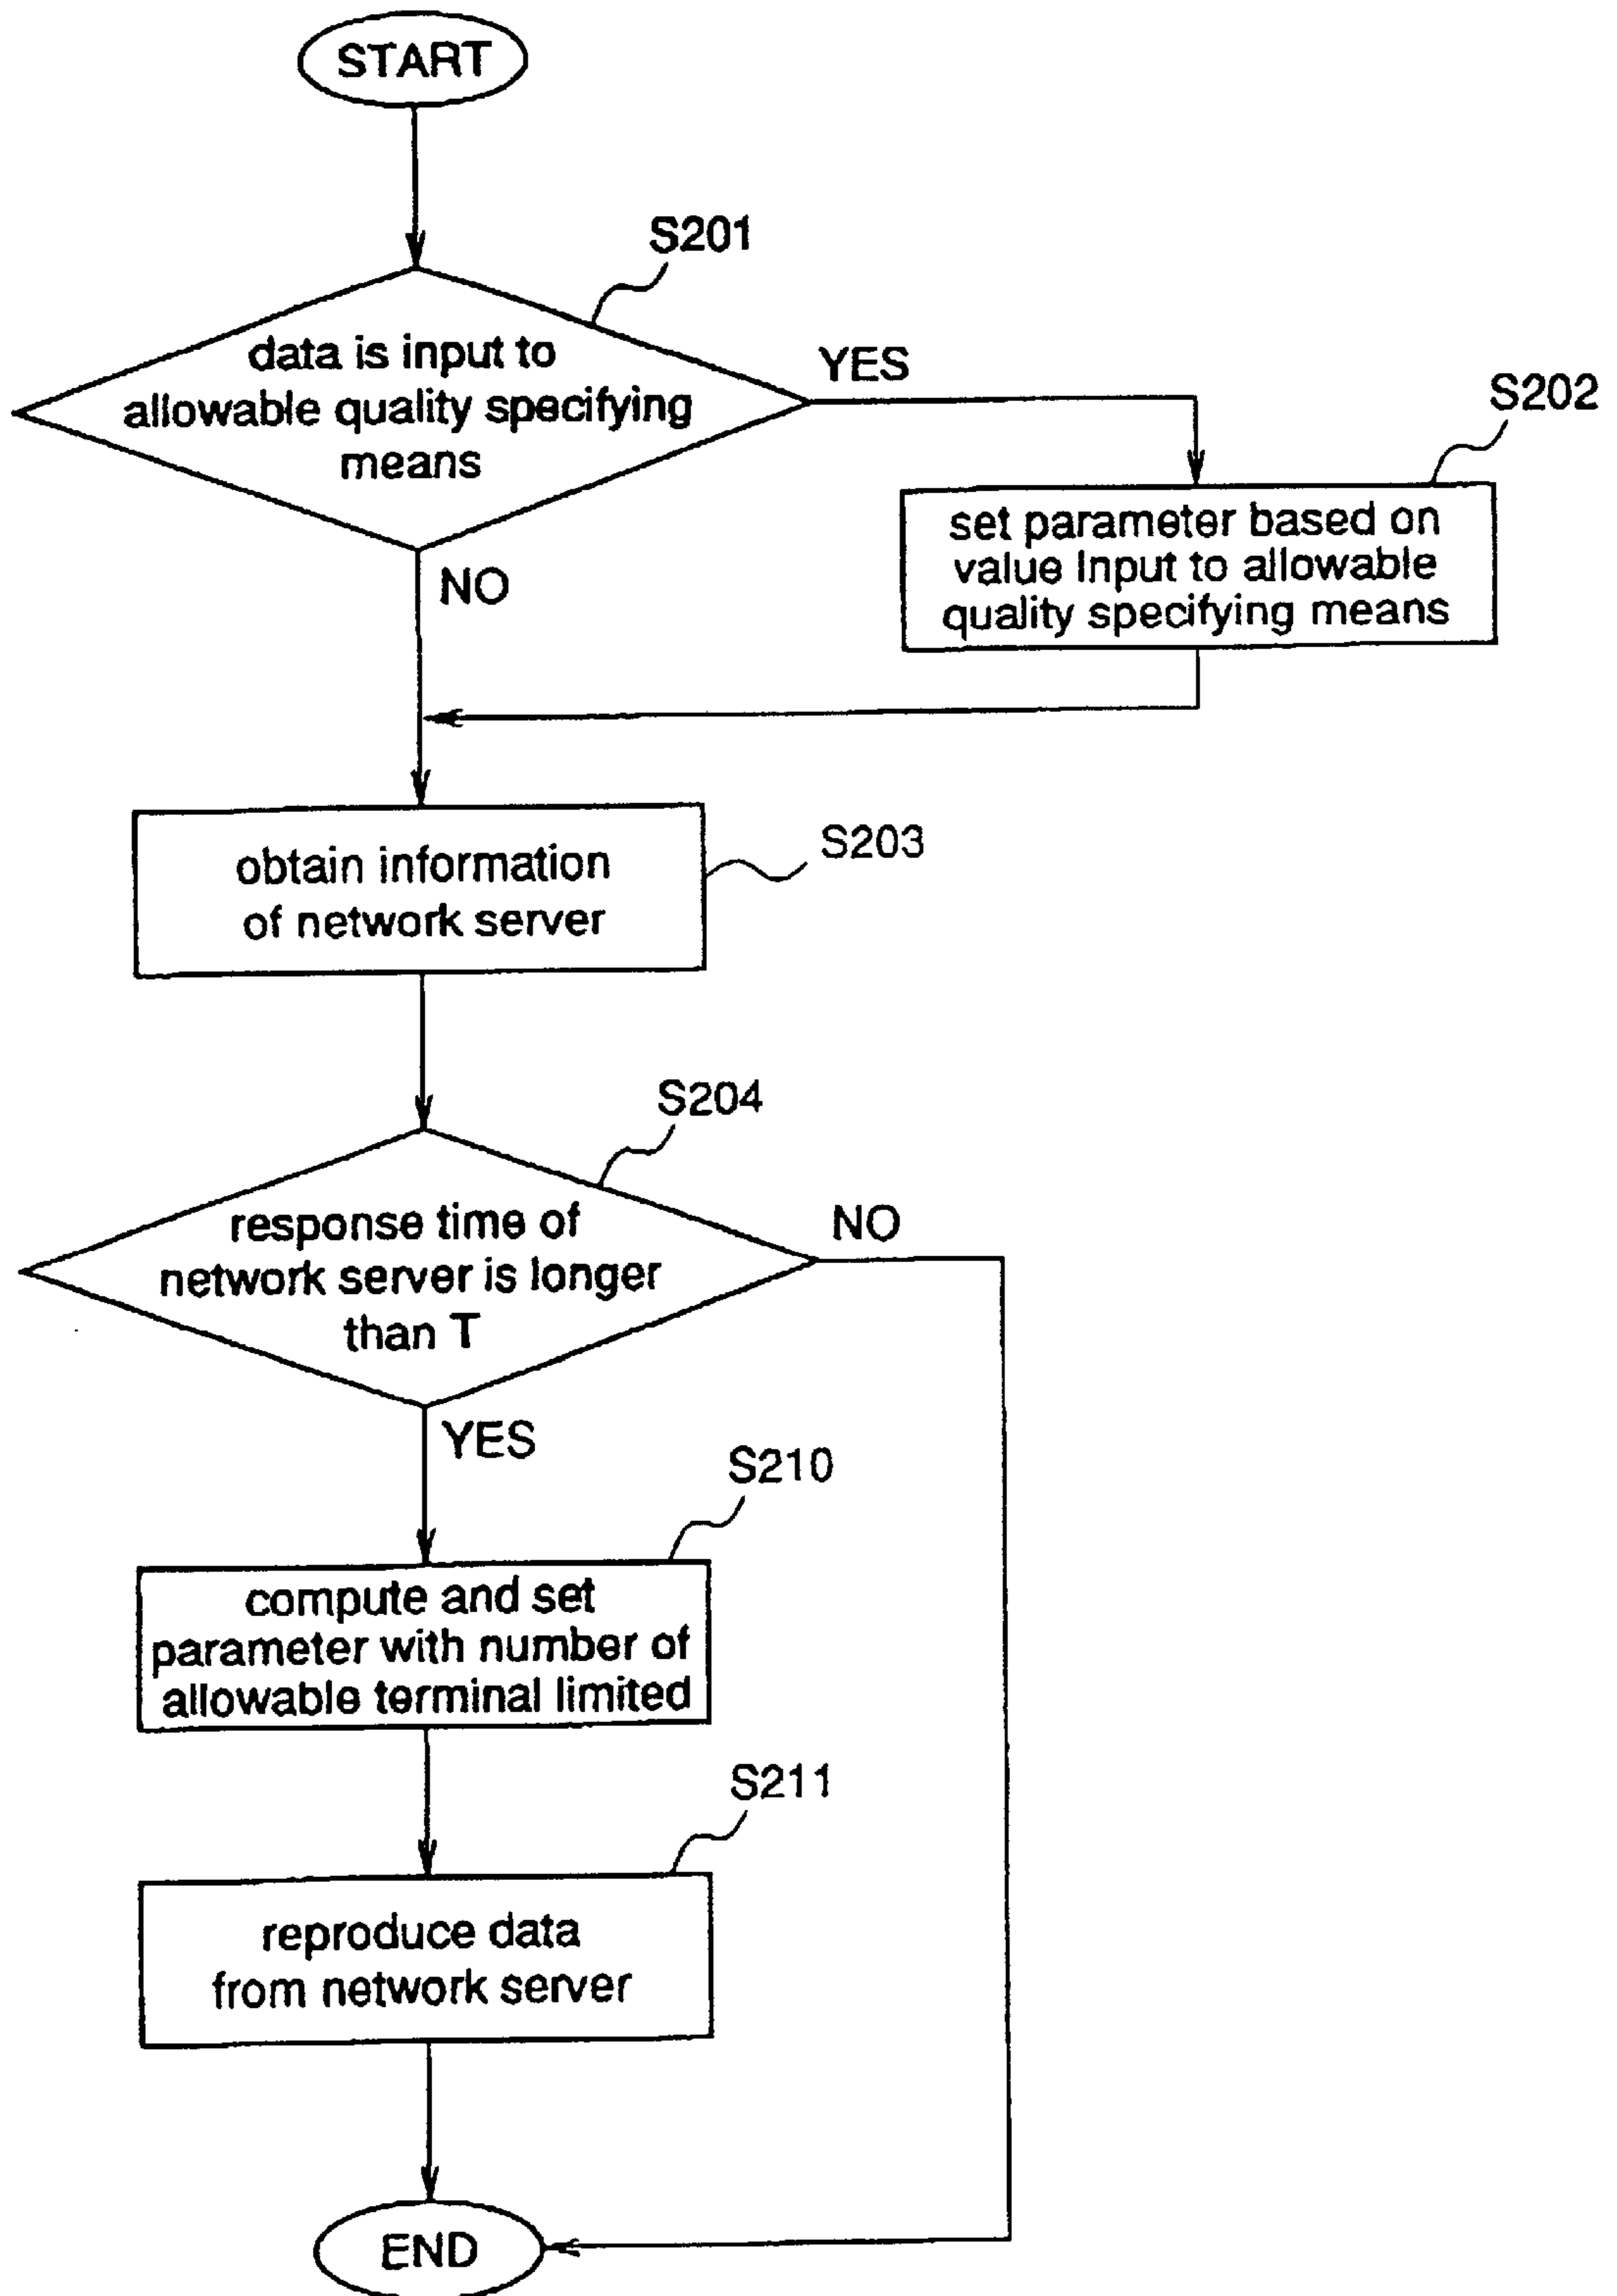 START
S201
data is input to
allowable quality specifying
means
YES
S202
set parameter based on
value Input to allowable
quality specifying means
NO
obtain information
of network server
S203
S204
response time of
network server is longer
than T
NO
YES
S210
compute and set
parameter with number of
allowable terminal limited
S211
reproduce data
from network server
END